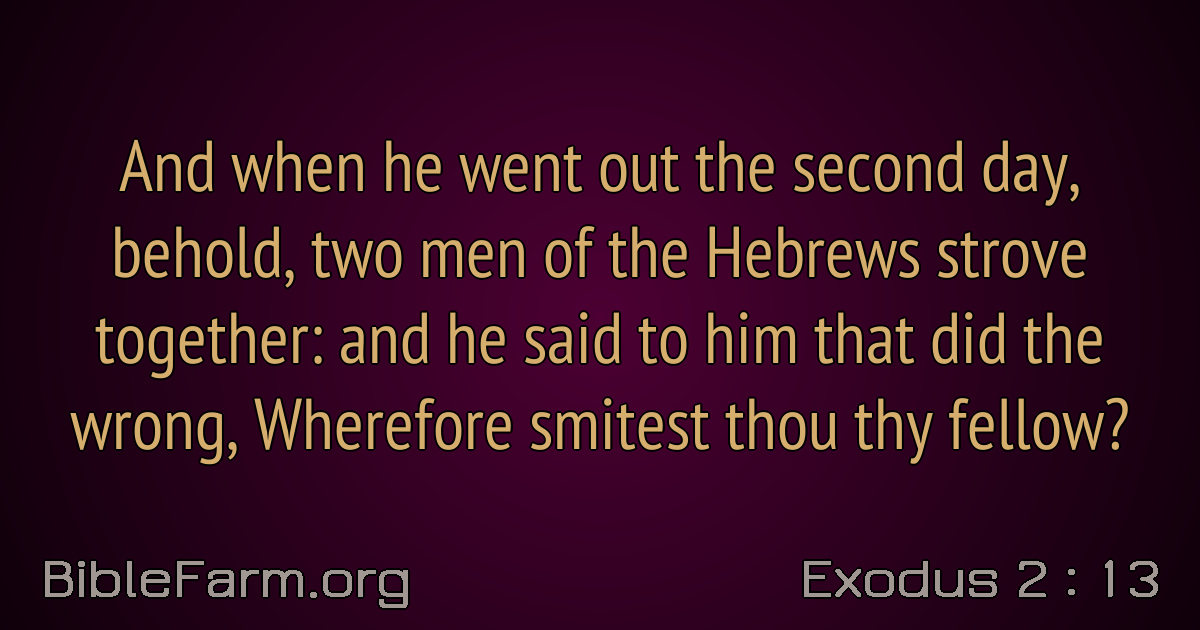 And when he went out the second day,
behold, two men of the Hebrews strove
together: and he said to him that did the
wrong, Wherefore smitest thou thy fellow?
BibleFarm.org
Exodus 2 : 13